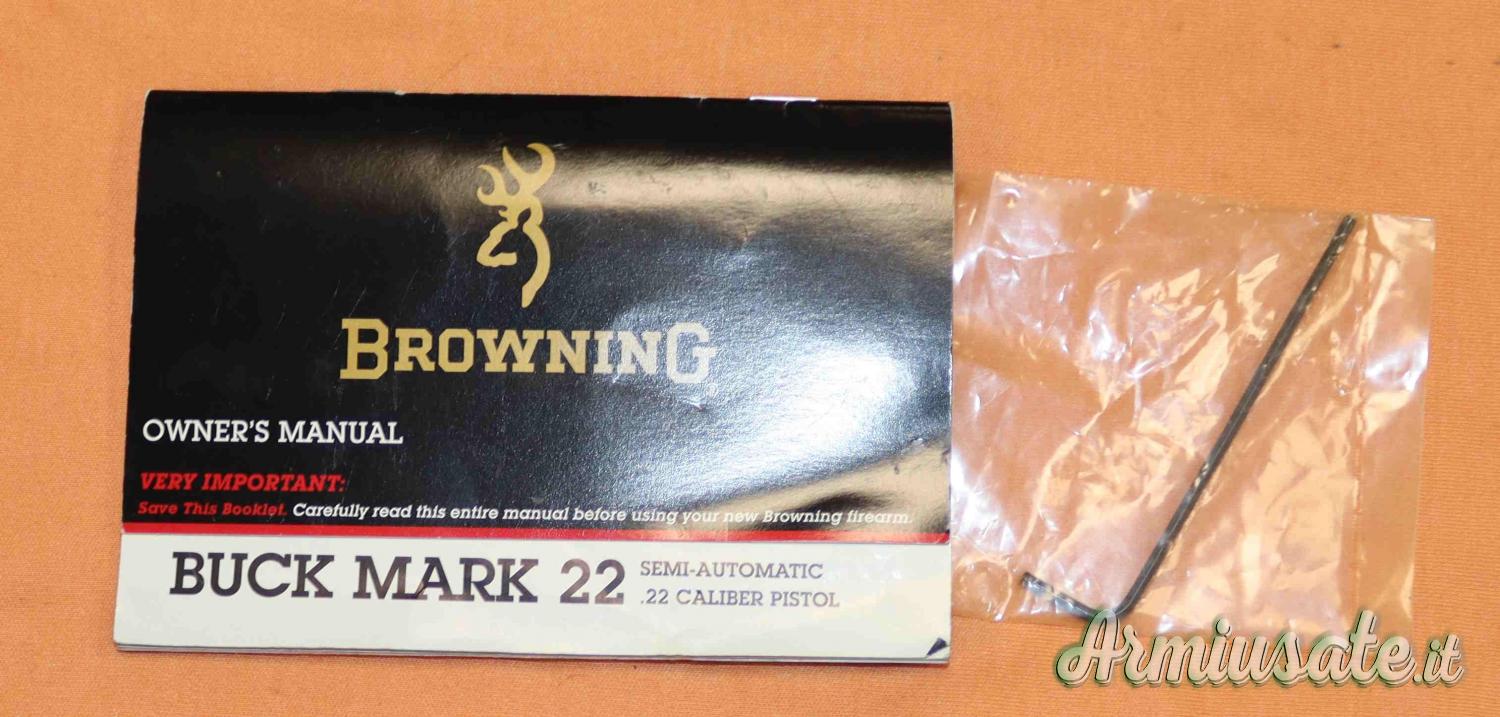 BROWNING
OWNER'S MANUAL
VERY IMPORTANT:
Save This Booklet. Carefully read this entire manual before using your new Browning firearm.
BUCK MARK 22 SEMI-AUTOMATIC
.22 CALIBER PISTOL
Armiusate.it